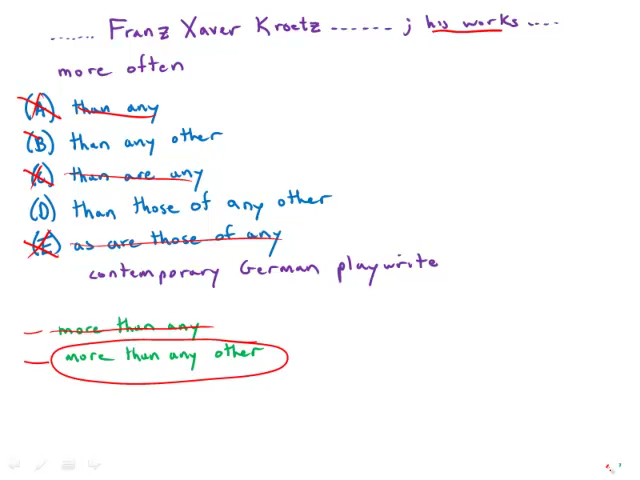 ....... Franz Xaver Kroetz ------ ; his works ....
more often
(A) than any
(B) than any other
(C) than are any
(D) than those of any other
(E) as are those of any
contemporary German playwrite
— more than any
— more than any other